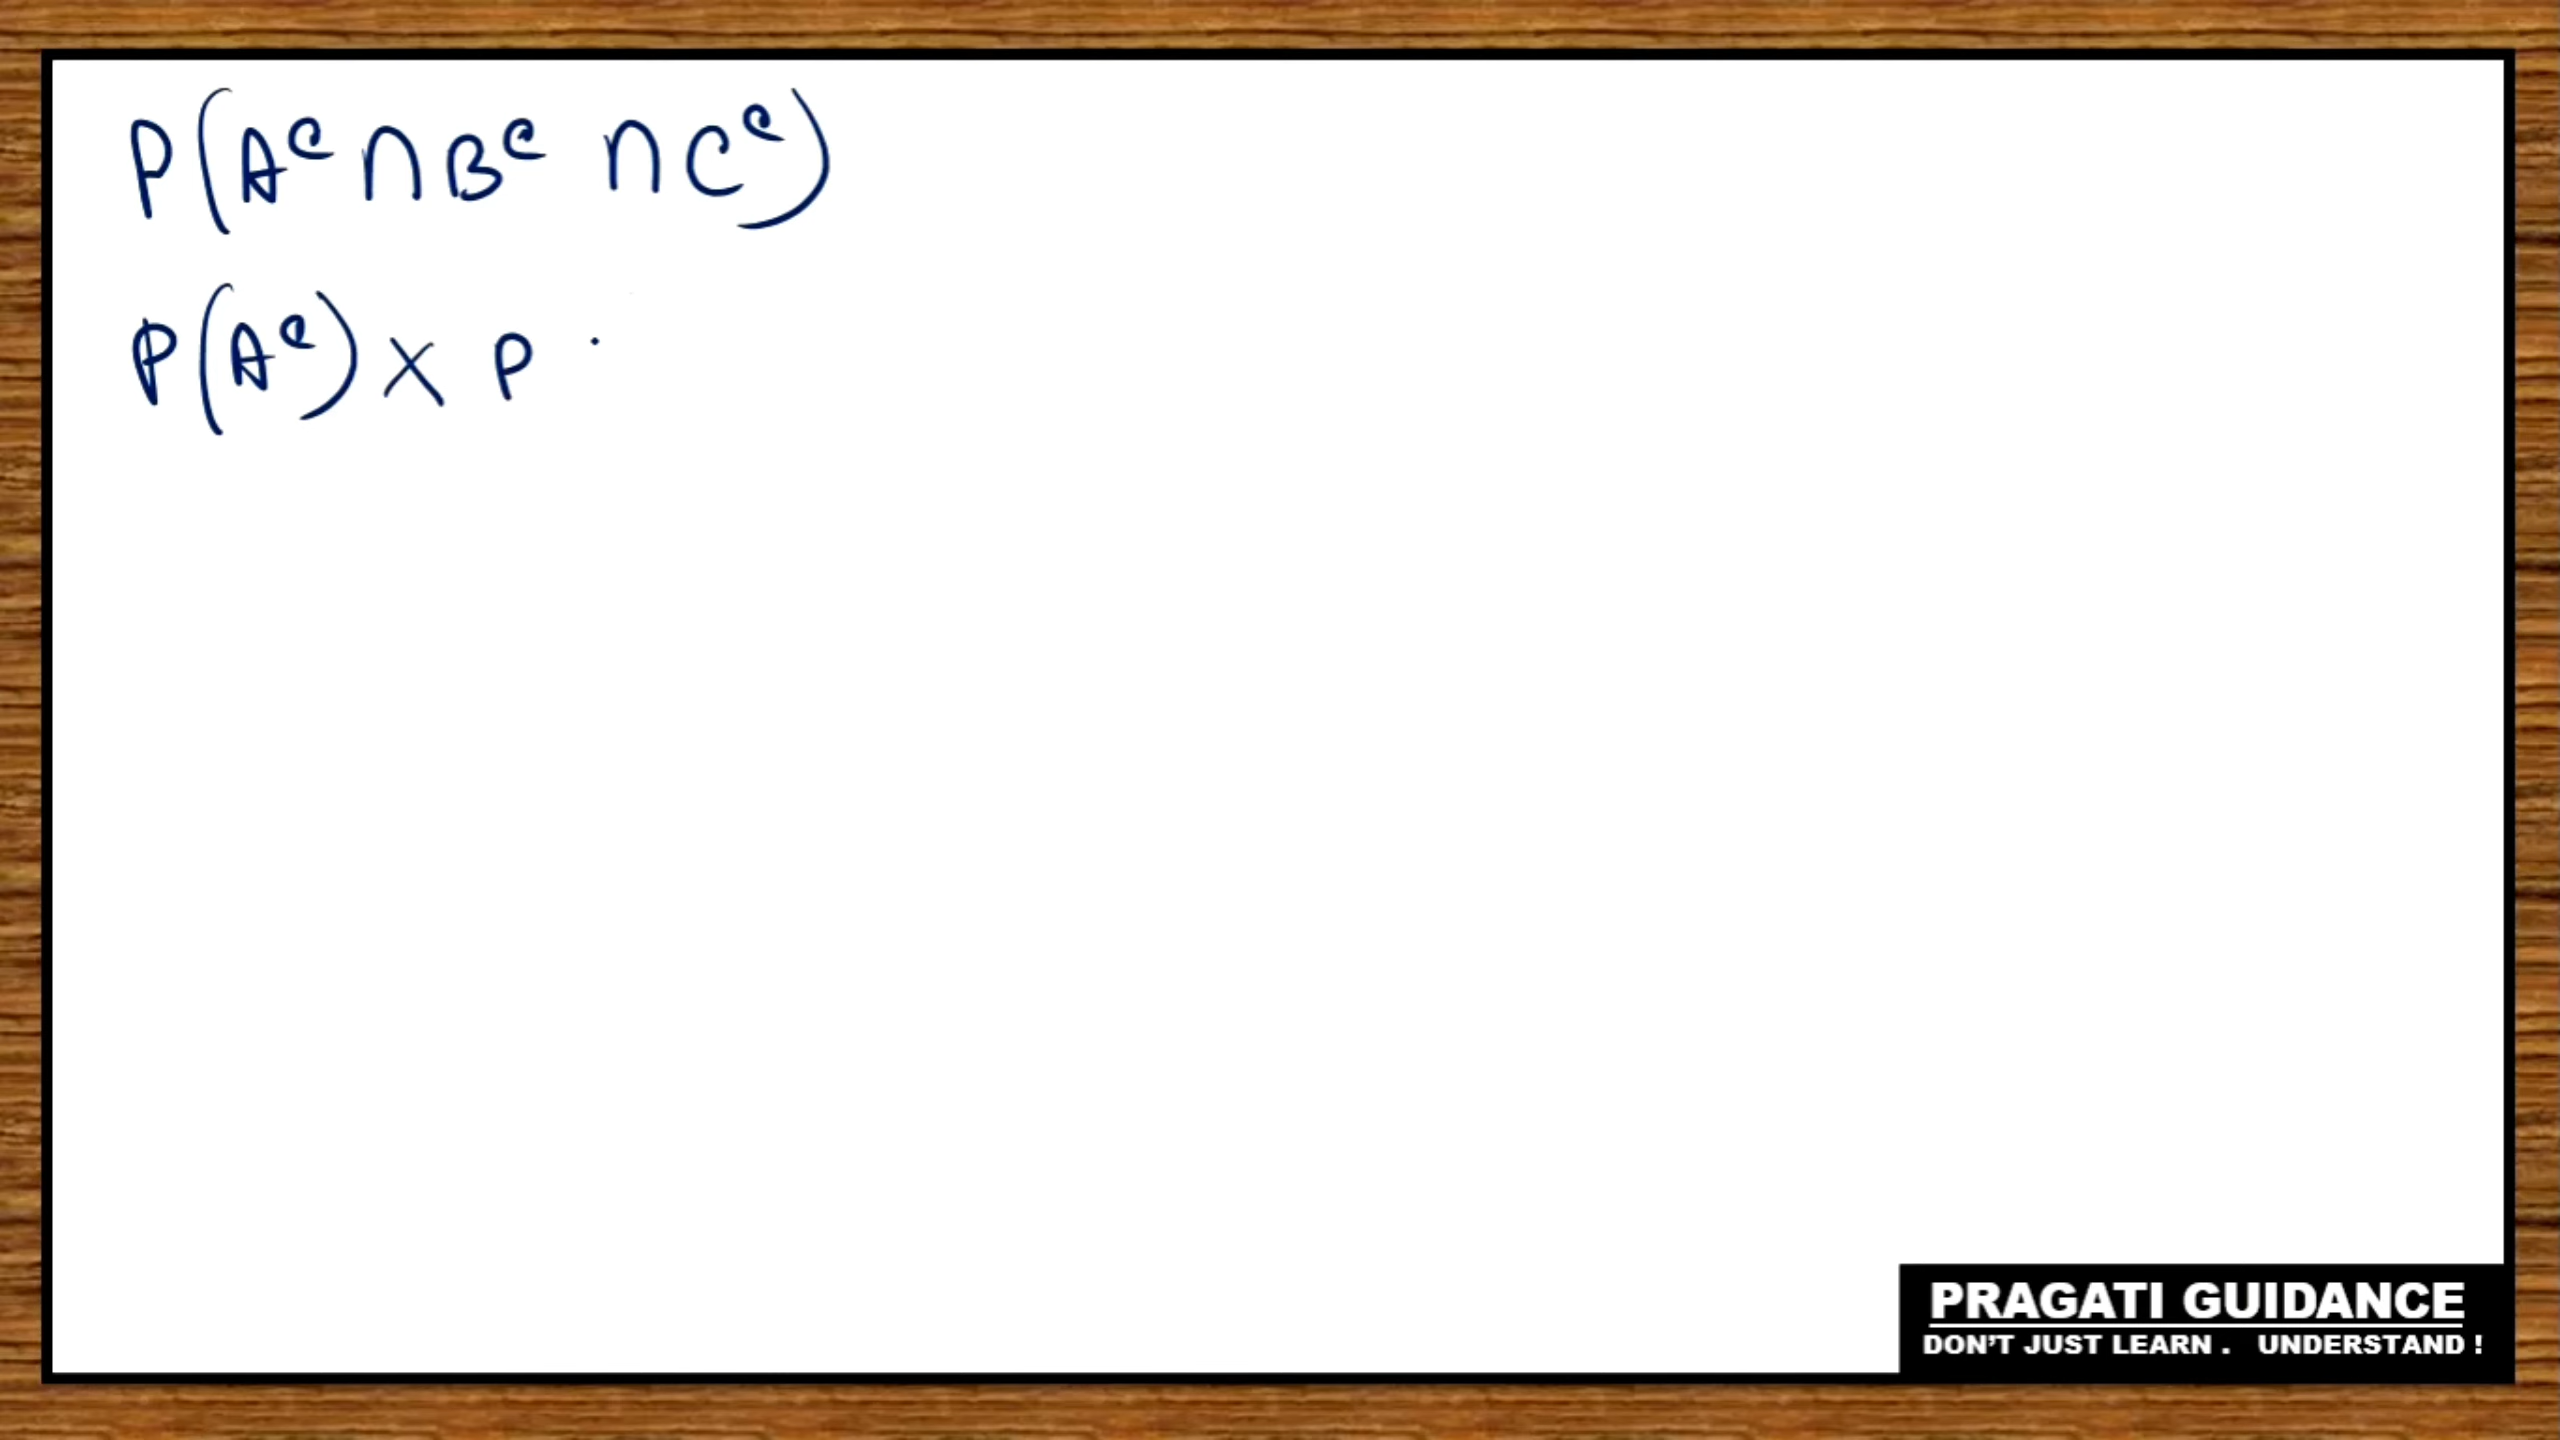 P(Aᶜ ∩ Bᶜ ∩ Cᶜ)
P(Aᶜ) × P
PRAGATI GUIDANCE
DON'T JUST LEARN . UNDERSTAND !